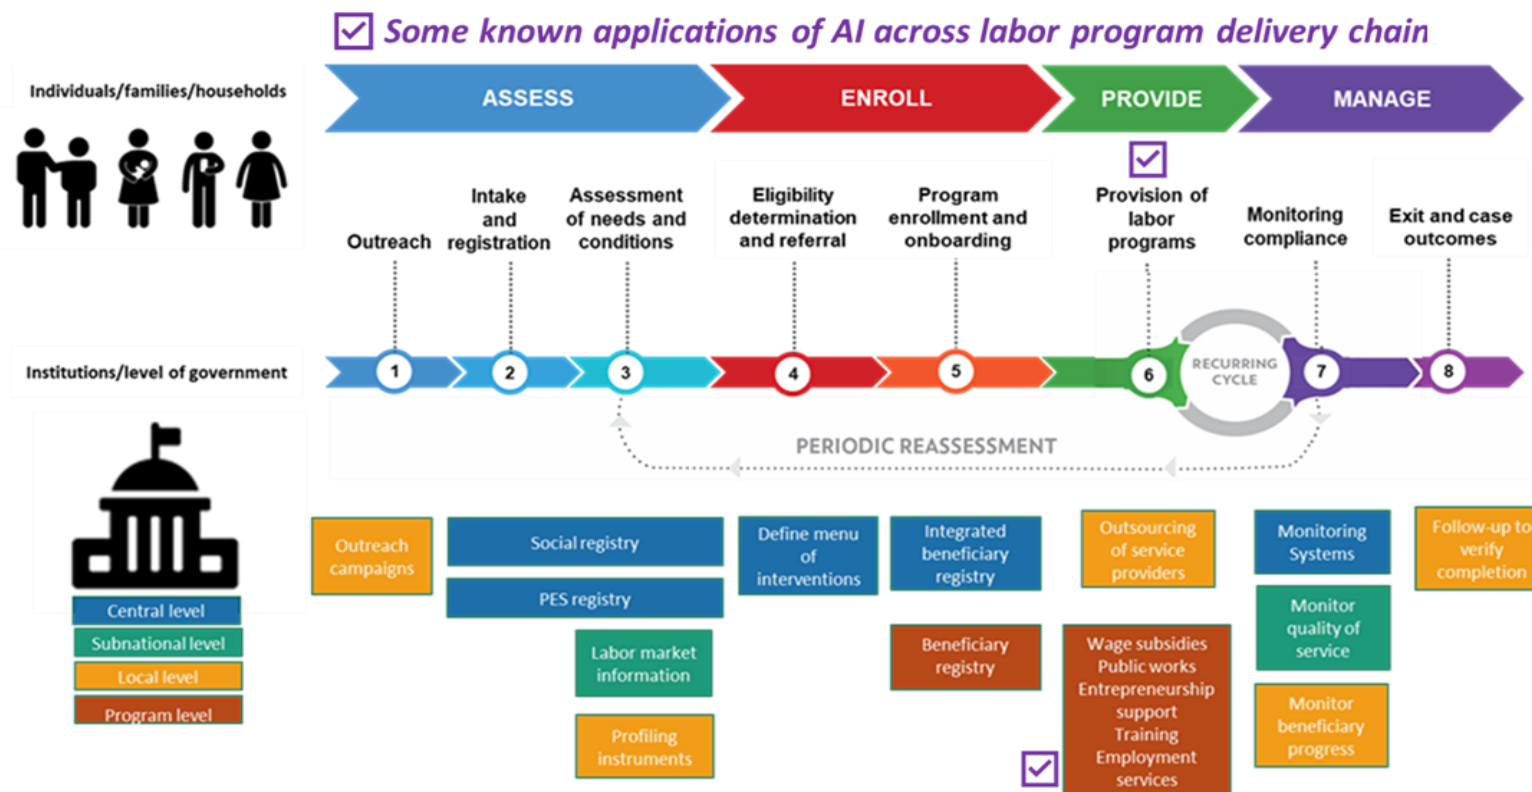 Some known applications of AI across labor program delivery chain
Individuals/families/households
ASSESS
ENROLL
PROVIDE
MANAGE
Outreach
Intake
and
registration
Assessment
of needs and
conditions
Eligibility
determination
and referral
Program
enrollment and
onboarding
Provision of
labor
programs
Monitoring
compliance
Exit and case
outcomes
Institutions/level of government
1
2
3
4
5
6
RECURRING
CYCLE
7
8
PERIODIC REASSESSMENT
Central level
Subnational level
Local level
Program level
Outreach
campaigns
Social registry
PES registry
Labor market
information
Profiling
instruments
Define menu
of
interventions
Integrated
beneficiary
registry
Beneficiary
registry
Outsourcing
of service
providers
Wage subsidies
Public works
Entrepreneurship
support
Training
Employment
services
Monitoring
Systems
Monitor
quality of
service
Monitor
beneficiary
progress
Follow-up to
verify
completion